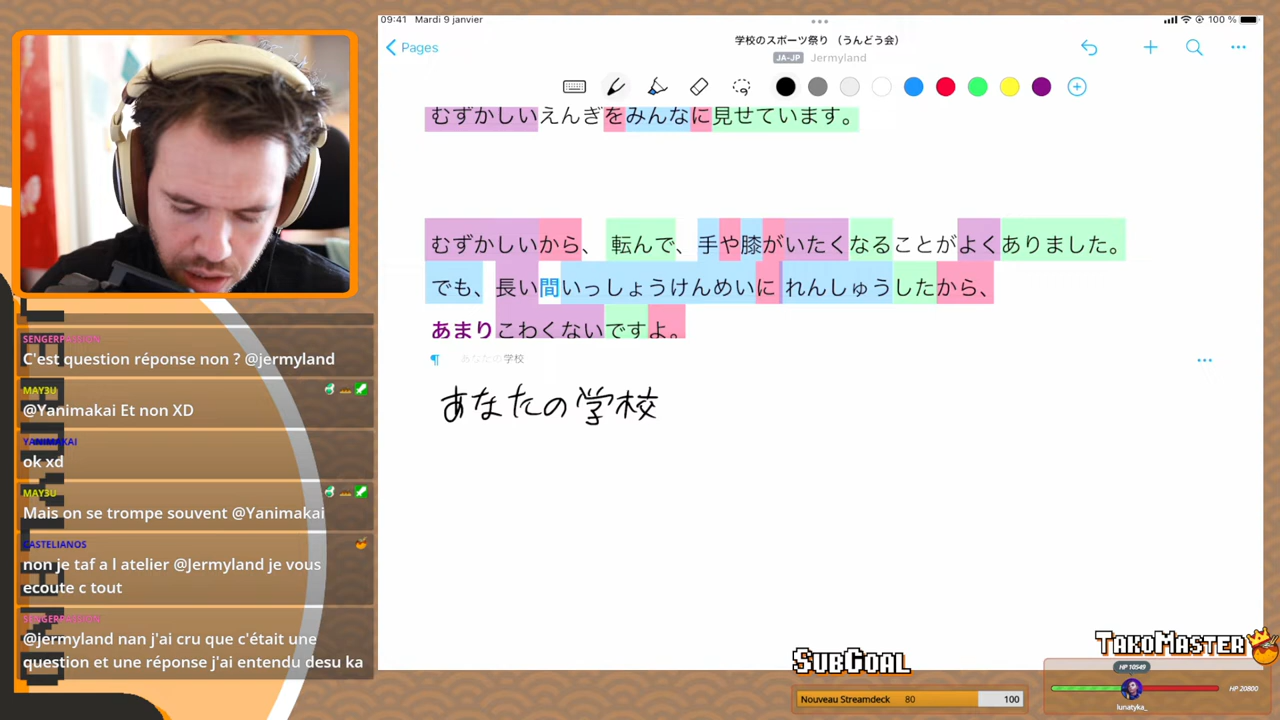 09:41 Mardi 9 janvier
100 %
Pages
学校のスポーツ祭り （うんどう会）
JA-JP Jermyland
むずかしいえんぎをみんなに見せています。
むずかしいから、 転んで、手や膝がいたくなることがよくありました。
でも、長い間いっしょうけんめいに れんしゅうしたから、
あまりこわくないですよ。
あなたの学校
あなたの学校
C'est question réponse non ? @jermyland
MAY3U
@Yanimakai Et non XD
YANIMAKAI
ok xd
MAY3U
Mais on se trompe souvent @Yanimakai
CASTELIANOS
non je taf a l atelier @Jermyland je vous
ecoute c tout
@jermyland nan j'ai cru que c'était une
question et une réponse j'ai entendu desu ka
SUBGOAL
Nouveau Streamdeck 80 100
TAKOMASTER
HP 10549
HP 20800
lunatyka_